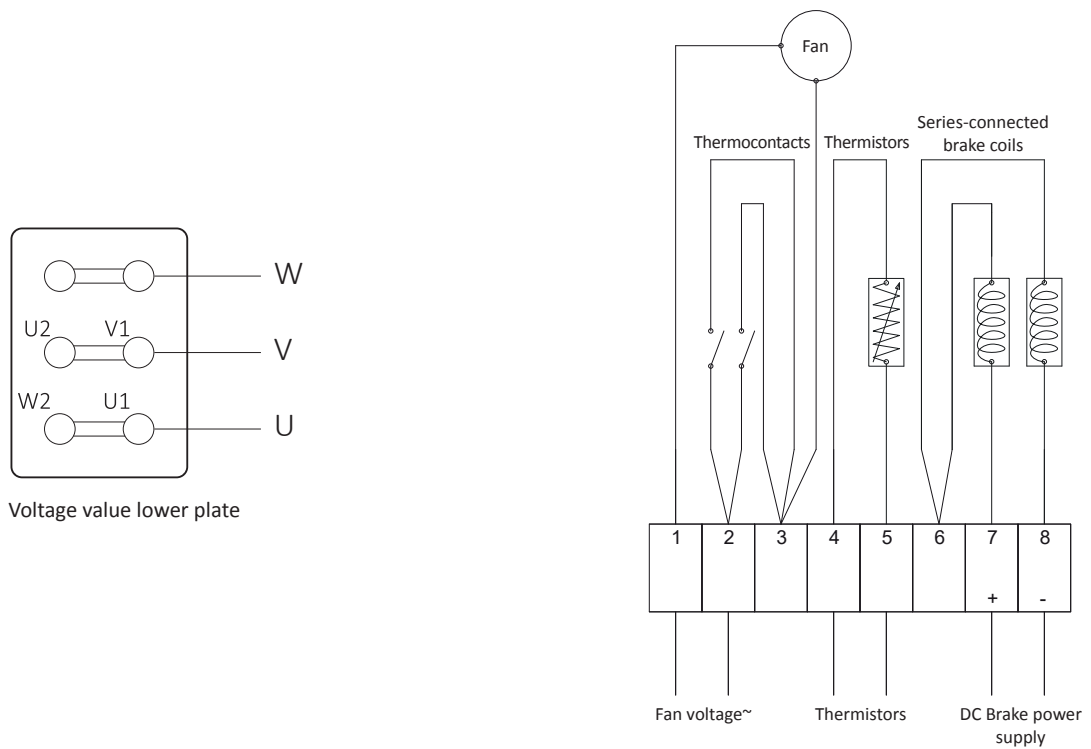 Fan
Series-connected
brake coils
Thermocontacts
Thermistors
W
U2 V1
V
W2 U1
U
Voltage value lower plate
1 2 3 4 5 6 7 8
+ -
Fan voltage~
Thermistors
DC Brake power
supply